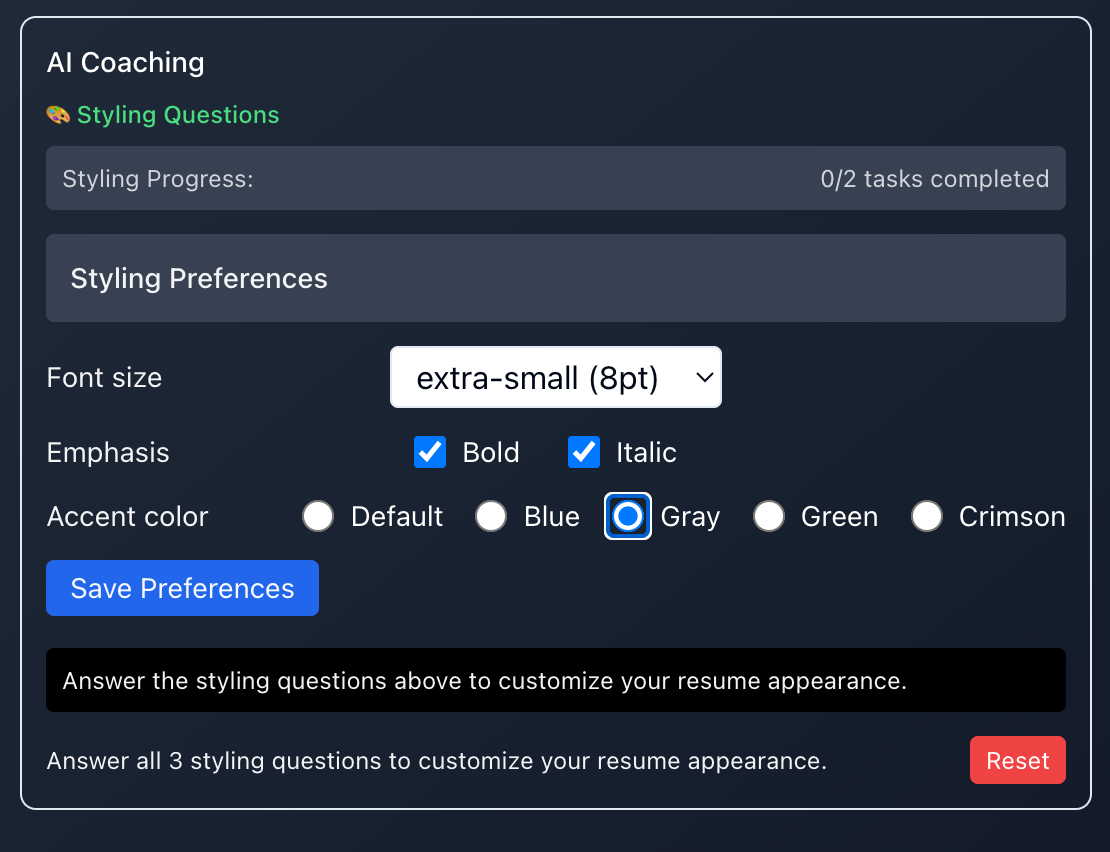 AI Coaching
🎨 Styling Questions
Styling Progress: 0/2 tasks completed
Styling Preferences
Font size extra-small (8pt)
Emphasis Bold Italic
Accent color Default Blue Gray Green Crimson
Save Preferences
Answer the styling questions above to customize your resume appearance.
Answer all 3 styling questions to customize your resume appearance. Reset